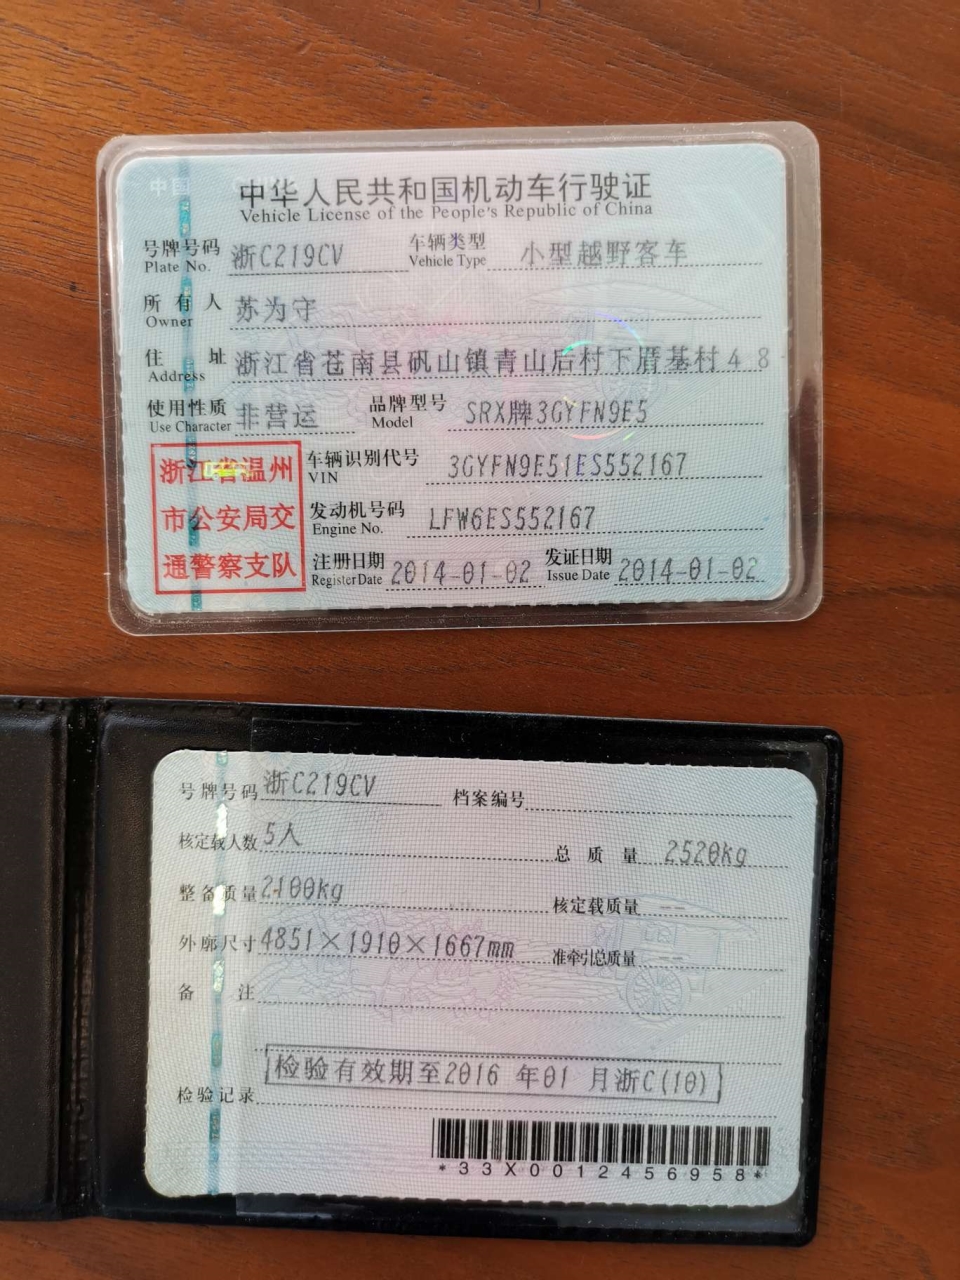 中国
中华人民共和国机动车行驶证
Vehicle License of the People's Republic of China
号牌号码 浙C219CV 车辆类型 小型越野客车
Plate No. Vehicle Type
所有人 苏为守
Owner
住址 浙江省苍南县矾山镇青山后村下厝基村48
Address
使用性质 非营运 品牌型号 SRX牌3GYFN9E5
Use Character Model
浙江省温州
市公安局交
通警察支队
车辆识别代号 3GYFN9E51ES552167
VIN
发动机号码 LFW6ES552167
Engine No.
注册日期 2014-01-02 发证日期 2014-01-02
Register Date Issue Date
号牌号码 浙C219CV 档案编号
核定载人数 5人 总质量 2520kg
整备质量 2100kg 核定载质量 --
外廓尺寸 4851×1910×1667mm 准牵引总质量 --
备注
检验有效期至2016年01月浙C(10)
检验记录
*33X0012456958*